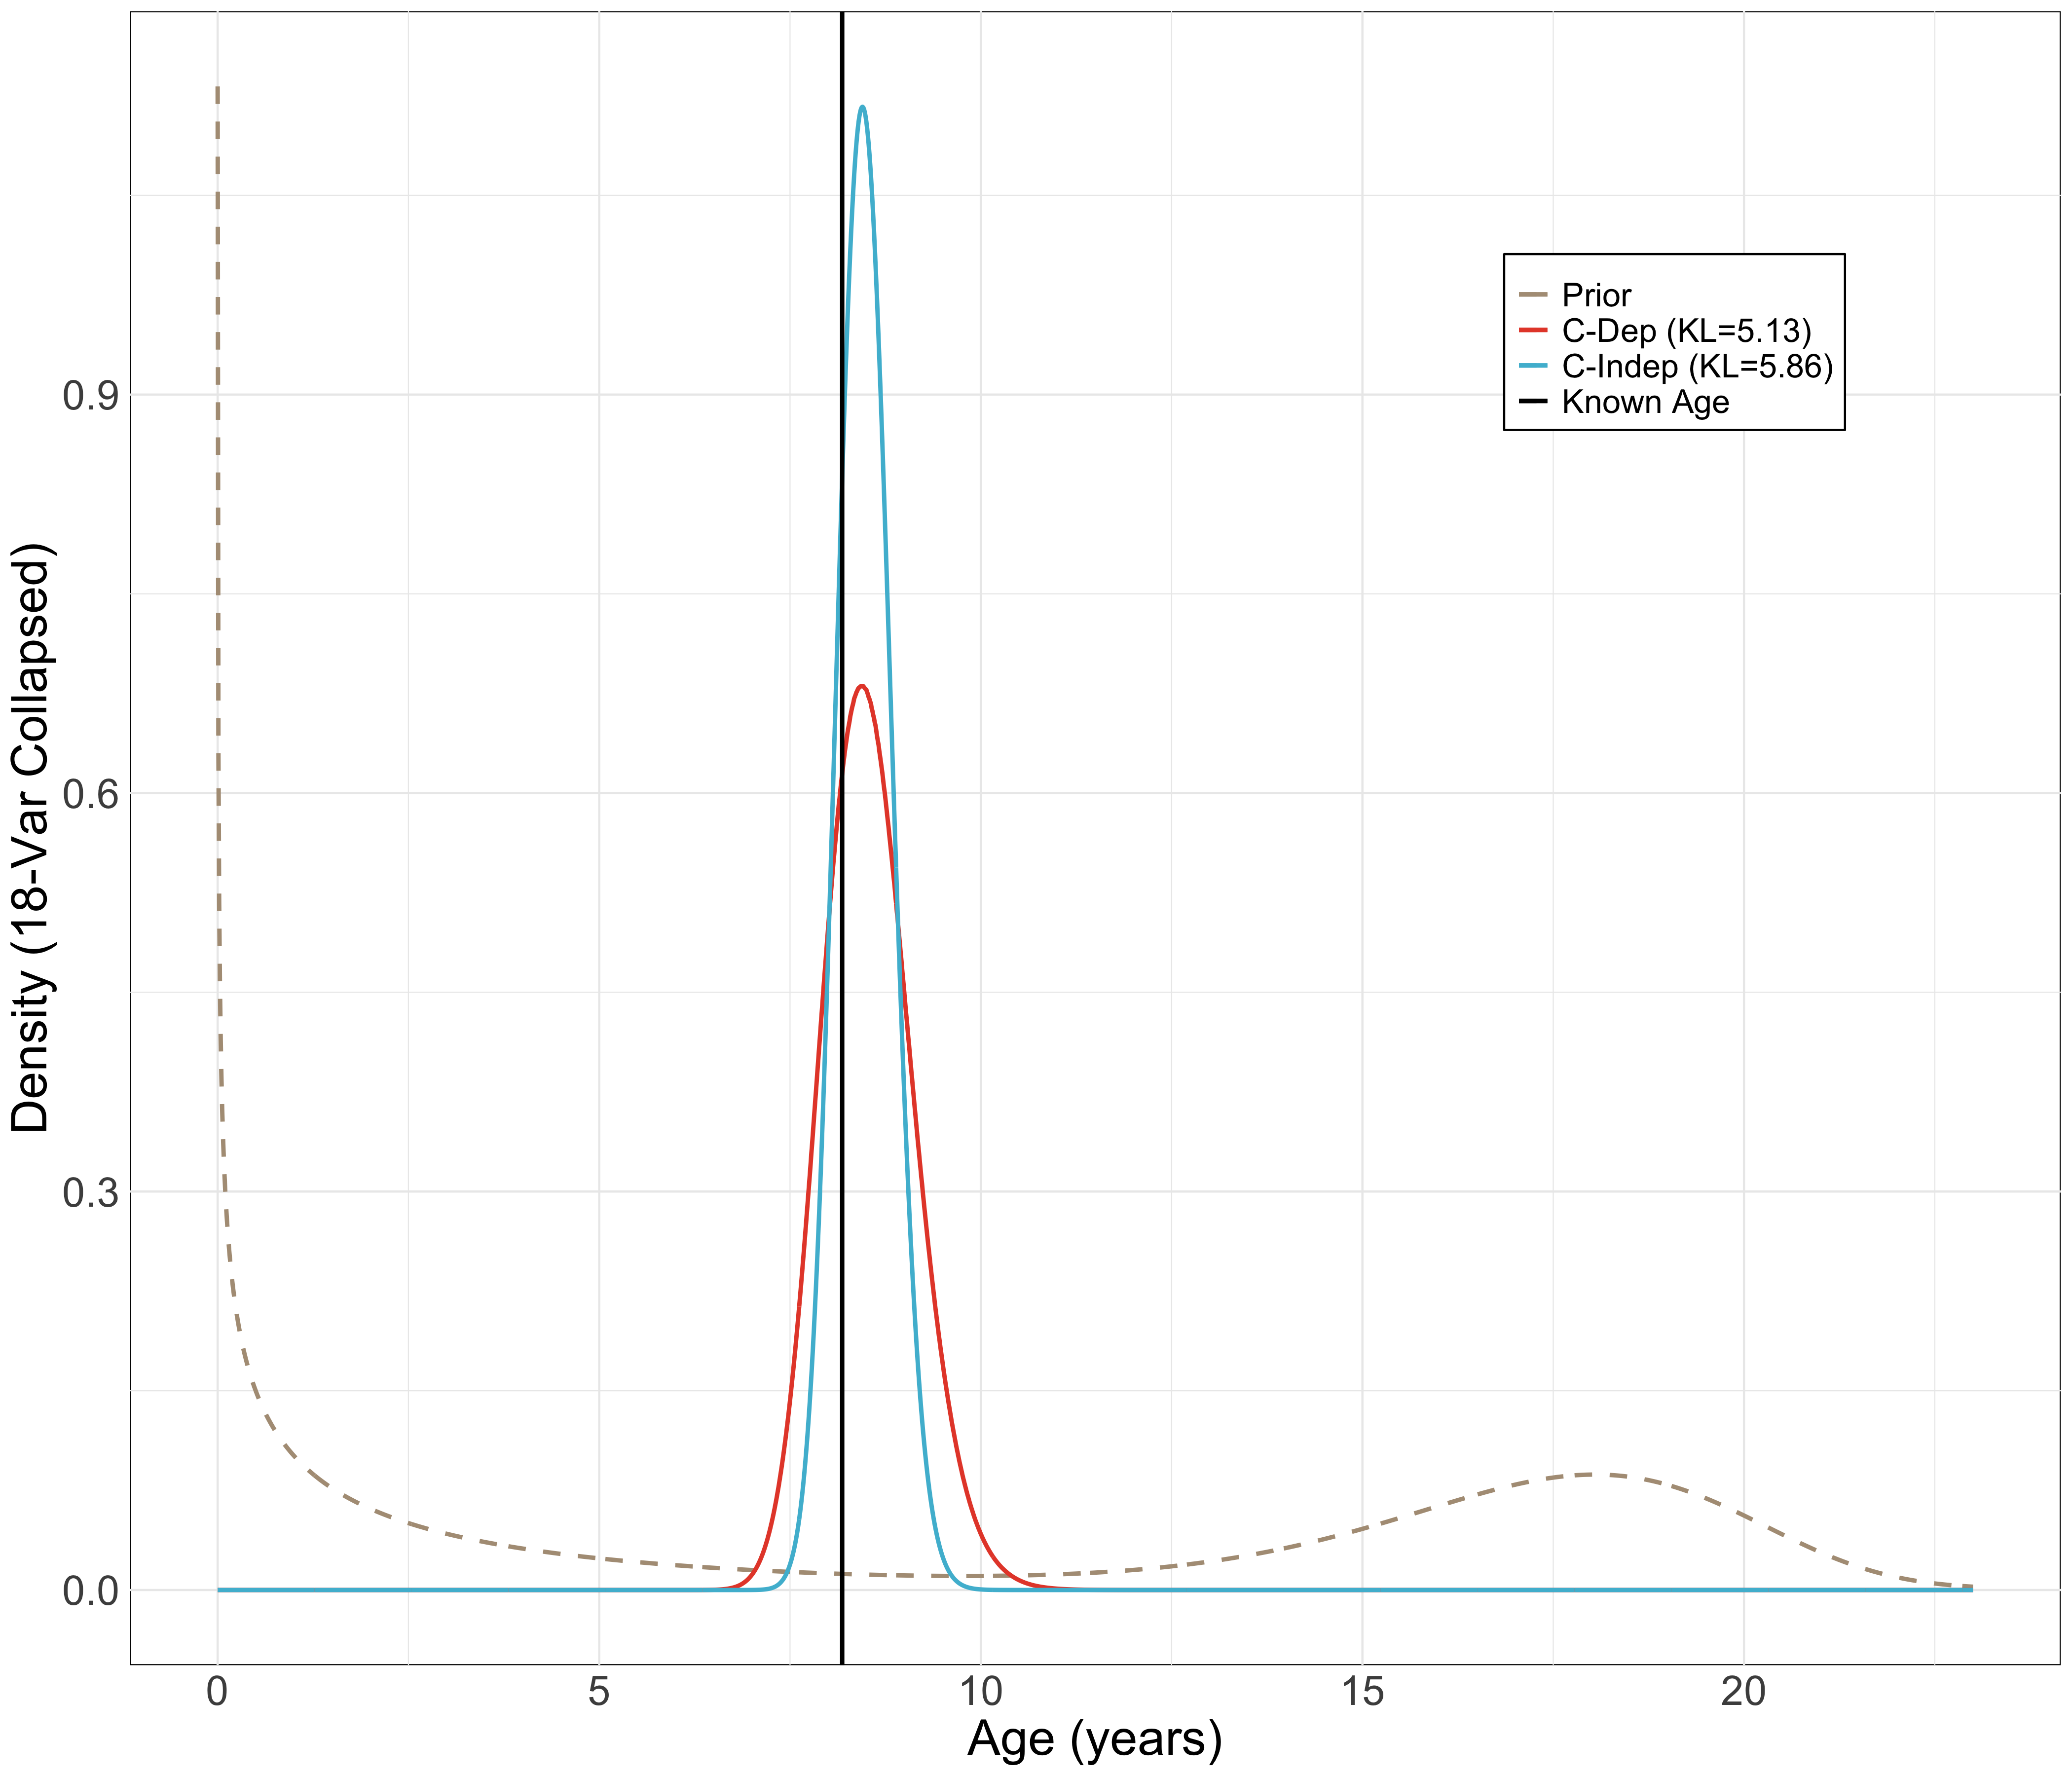 Density (18-Var Collapsed)
0.9
0.6
0.3
0.0
Prior
C-Dep (KL=5.13)
C-Indep (KL=5.86)
Known Age
0 5 10 15 20
Age (years)